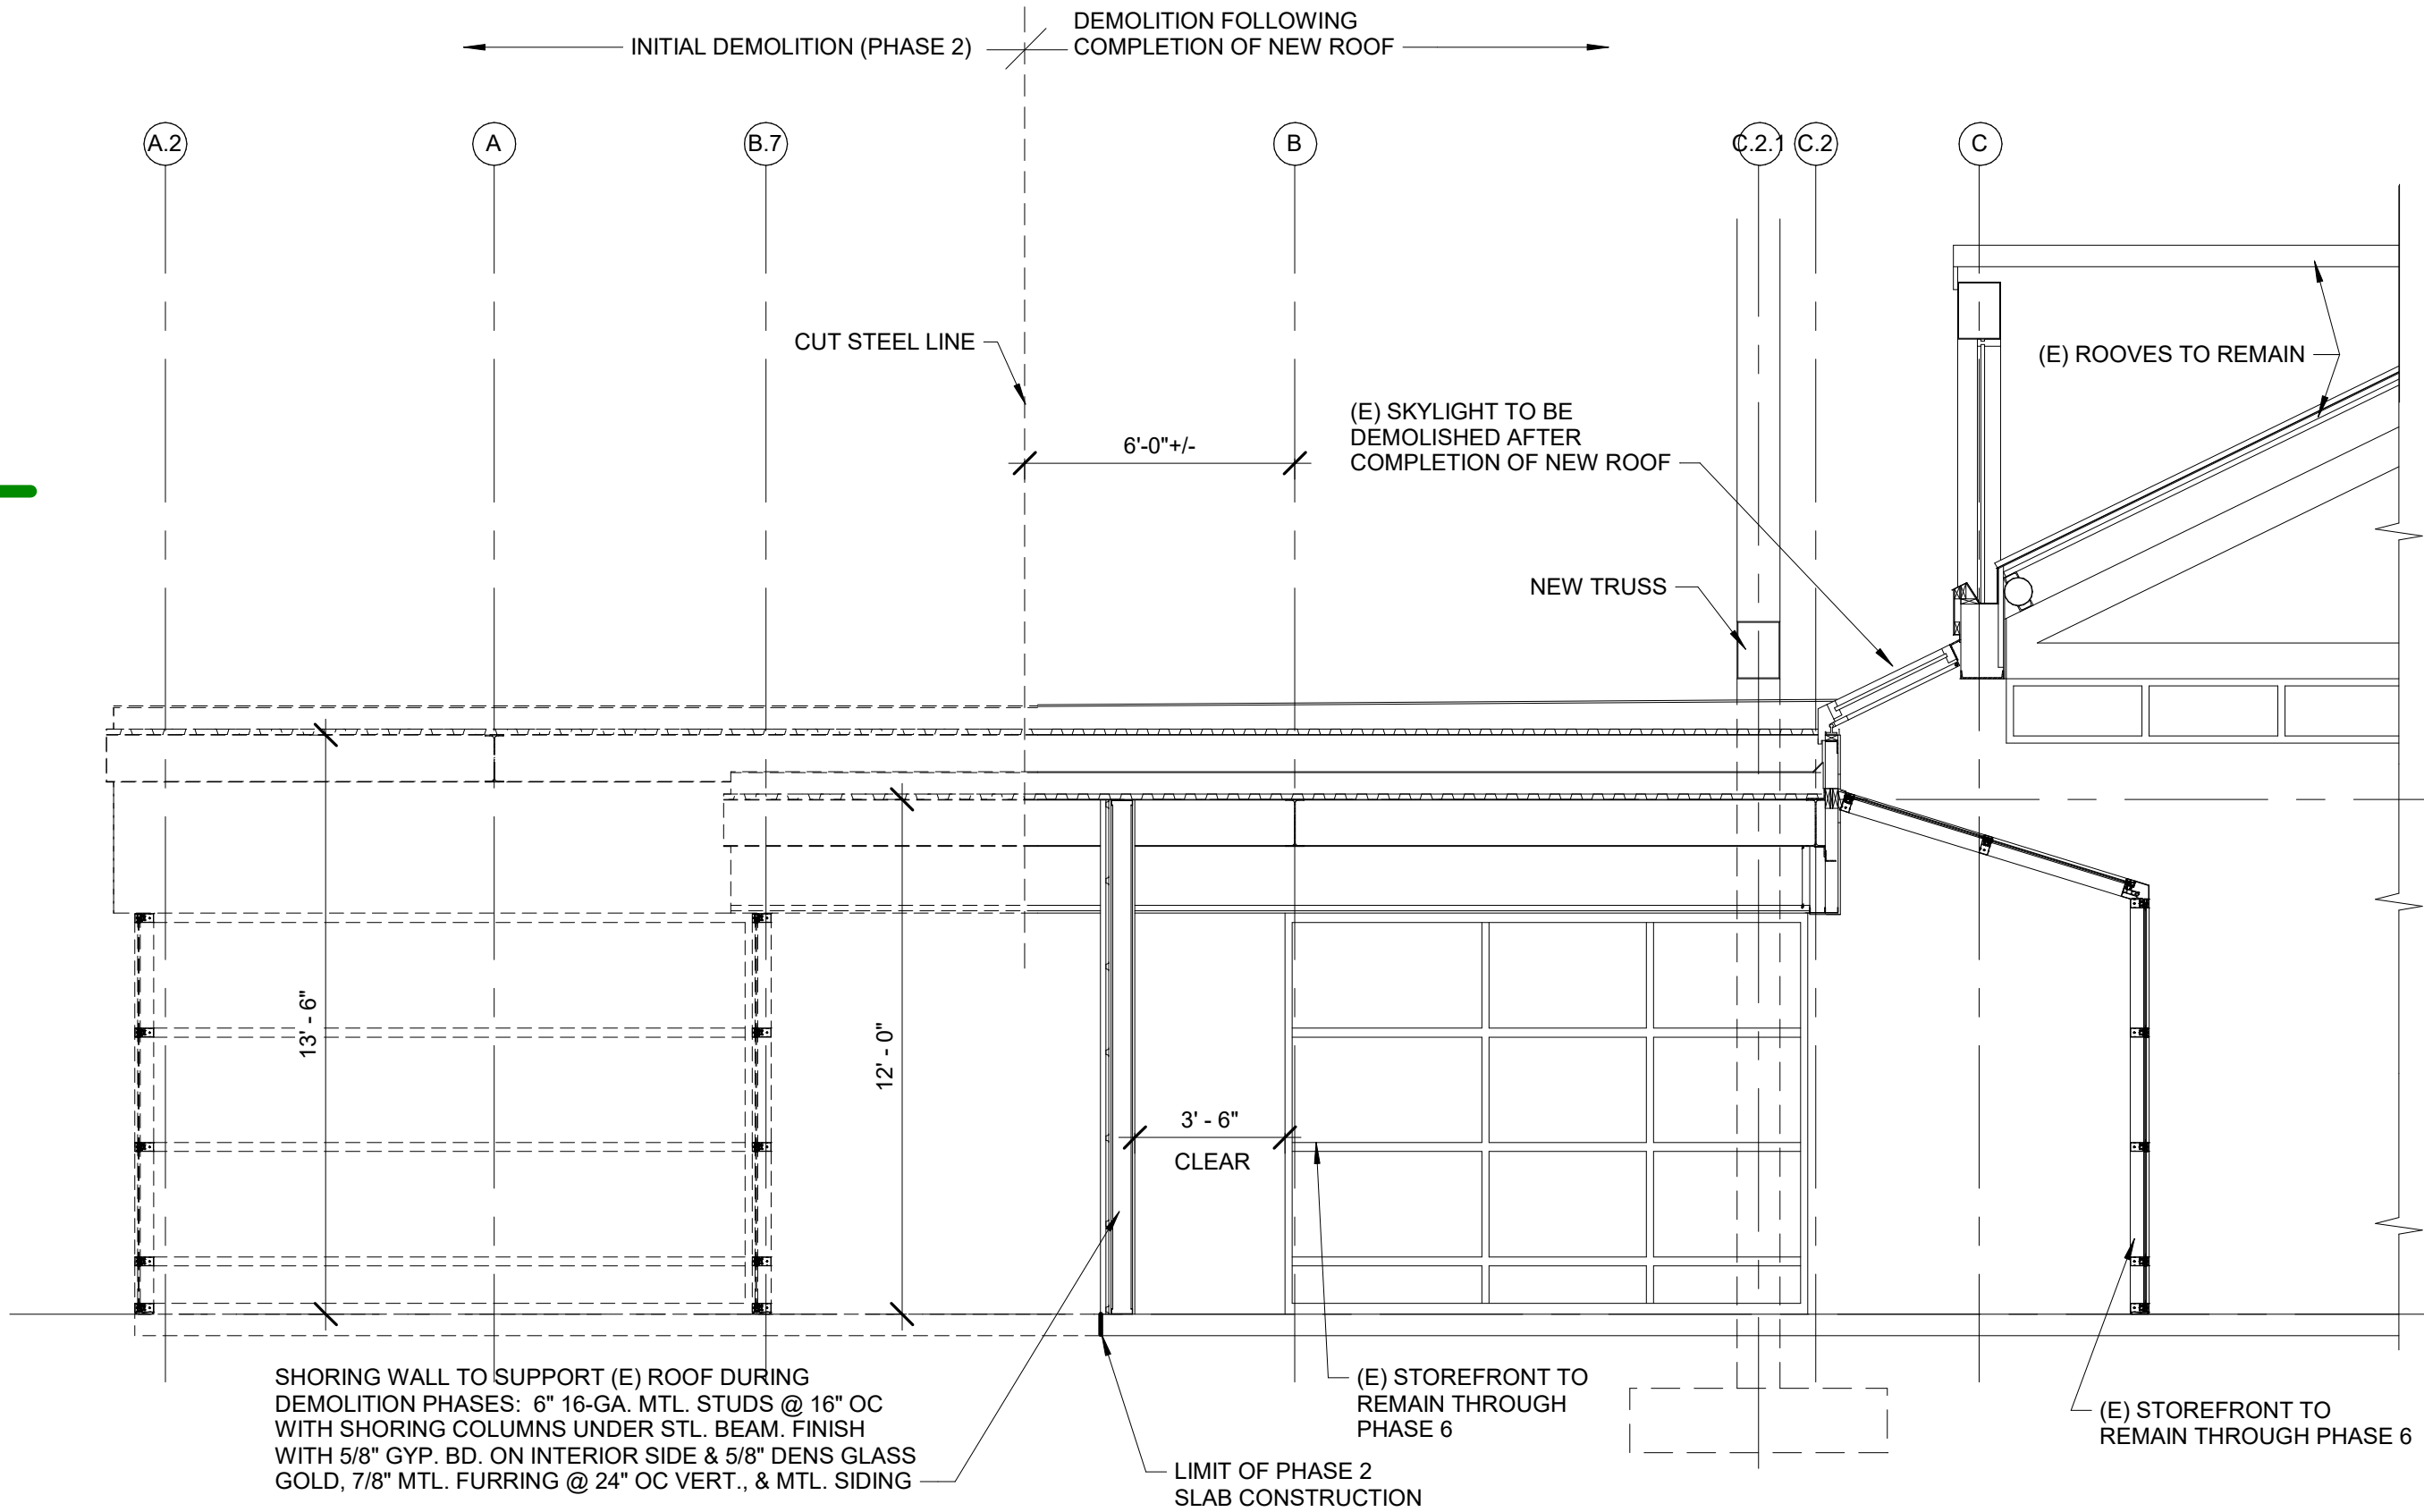 INITIAL DEMOLITION (PHASE 2)
DEMOLITION FOLLOWING
COMPLETION OF NEW ROOF
A.2
A
B.7
B
C.2.1
C.2
C
CUT STEEL LINE
(E) ROOVES TO REMAIN
(E) SKYLIGHT TO BE
DEMOLISHED AFTER
COMPLETION OF NEW ROOF
6'-0"+/-
NEW TRUSS
13' - 6"
12' - 0"
3' - 6"
CLEAR
SHORING WALL TO SUPPORT (E) ROOF DURING
DEMOLITION PHASES: 6" 16-GA. MTL. STUDS @ 16" OC
WITH SHORING COLUMNS UNDER STL. BEAM. FINISH
WITH 5/8" GYP. BD. ON INTERIOR SIDE & 5/8" DENS GLASS
GOLD, 7/8" MTL. FURRING @ 24" OC VERT., & MTL. SIDING
LIMIT OF PHASE 2
SLAB CONSTRUCTION
(E) STOREFRONT TO
REMAIN THROUGH
PHASE 6
(E) STOREFRONT TO
REMAIN THROUGH PHASE 6